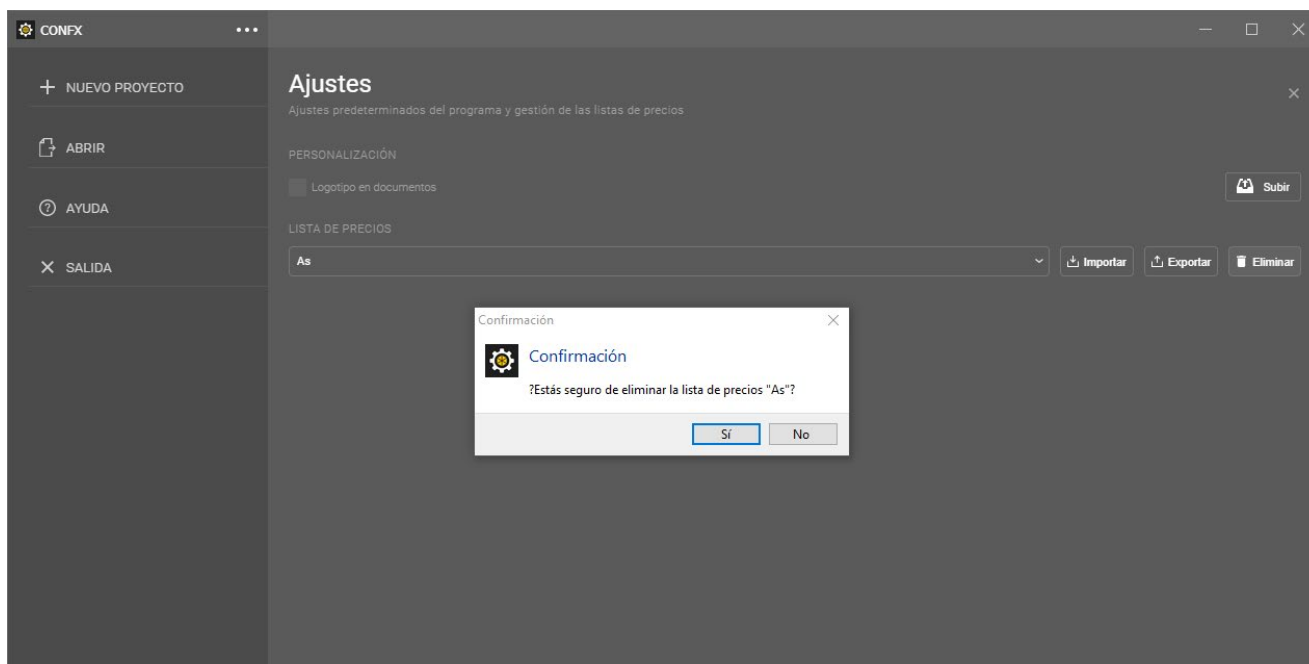 CONFX
NUEVO PROYECTO
ABRIR
AYUDA
SALIDA
Ajustes
Ajustes predeterminados del programa y gestión de las listas de precios
PERSONALIZACIÓN
Logotipo en documentos
Subir
LISTA DE PRECIOS
As
Importar
Exportar
Eliminar
Confirmación
Confirmación
?Estás seguro de eliminar la lista de precios "As"?
Sí
No